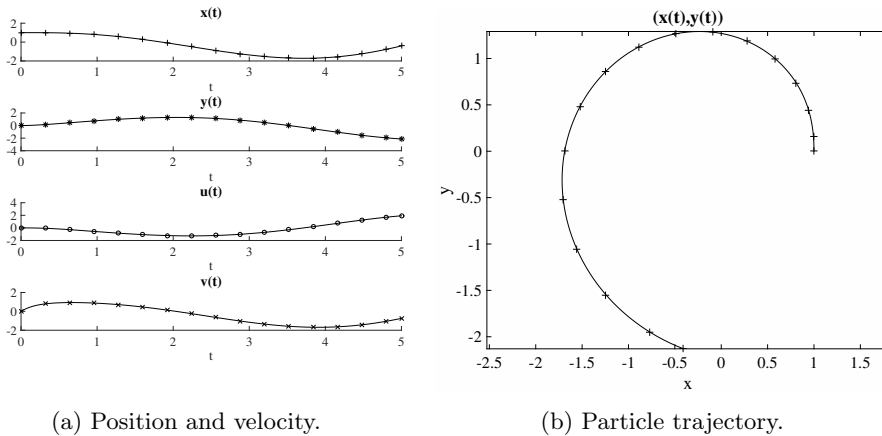 x(t)
2
0
-2
0 1 2 3 4 5
t
y(t)
2
0
-2
-4
0 1 2 3 4 5
t
u(t)
4
2
0
-2
0 1 2 3 4 5
t
v(t)
2
0
-2
0 1 2 3 4 5
t
(a) Position and velocity.
(x(t),y(t))
1
0.5
0
y
-0.5
-1
-1.5
-2
-2.5 -2 -1.5 -1 -0.5 0 0.5 1 1.5
x
(b) Particle trajectory.